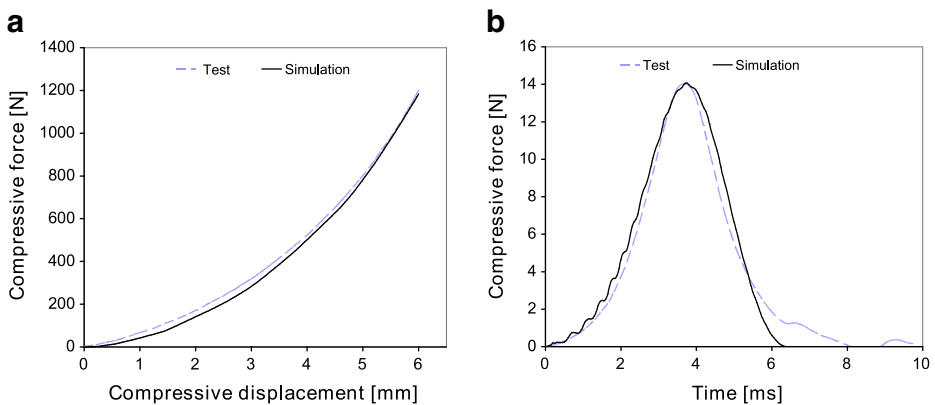 a
1400
1200
1000
800
600
400
200
0
Compressive force [N]
Test
Simulation
0 1 2 3 4 5 6
Compressive displacement [mm]
b
16
14
12
10
8
6
4
2
0
Compressive force [N]
Test
Simulation
0 2 4 6 8 10
Time [ms]